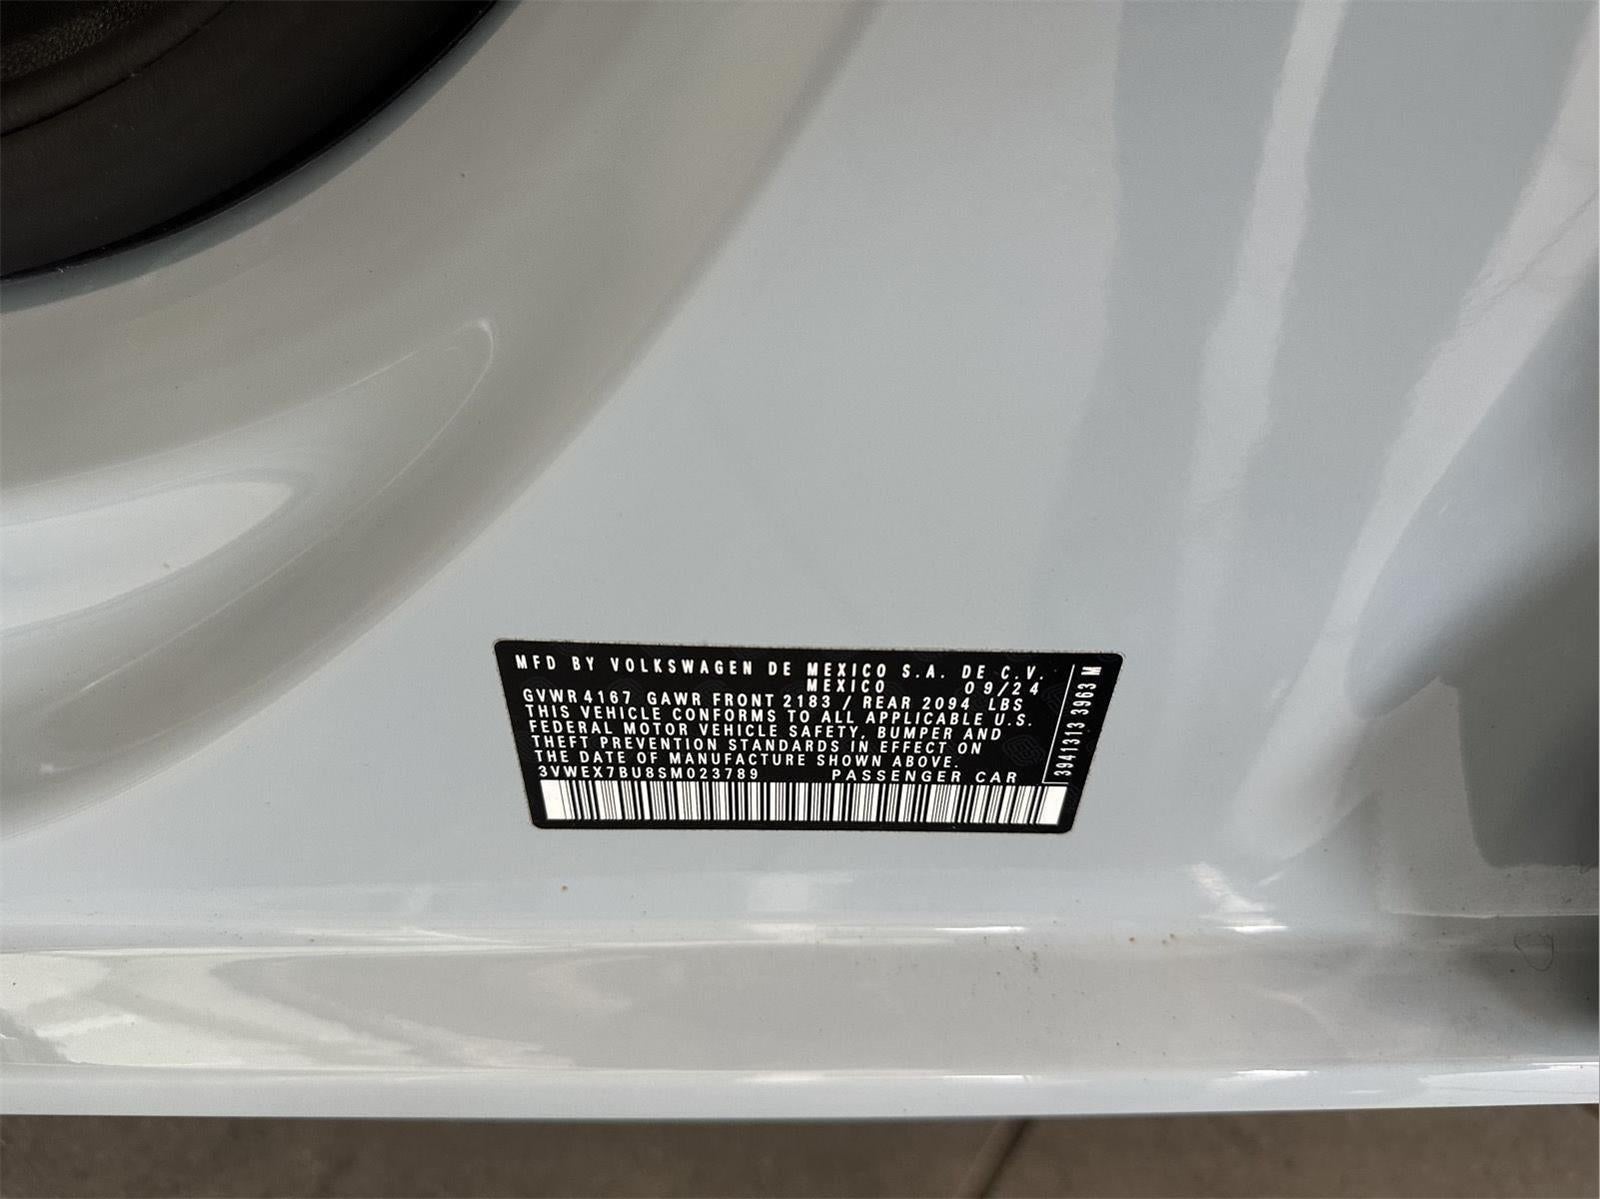 MFD BY VOLKSWAGEN DE MEXICO S.A. DE C.V.
MEXICO 09/24
GVWR 4167 GAWR FRONT 2183 / REAR 2094 LBS
THIS VEHICLE CONFORMS TO ALL APPLICABLE U.S.
FEDERAL MOTOR VEHICLE SAFETY, BUMPER AND
THEFT PREVENTION STANDARDS IN EFFECT ON
THE DATE OF MANUFACTURE SHOWN ABOVE.
3VWEX7BU8SM023789 PASSENGER CAR
3941313 3963 M